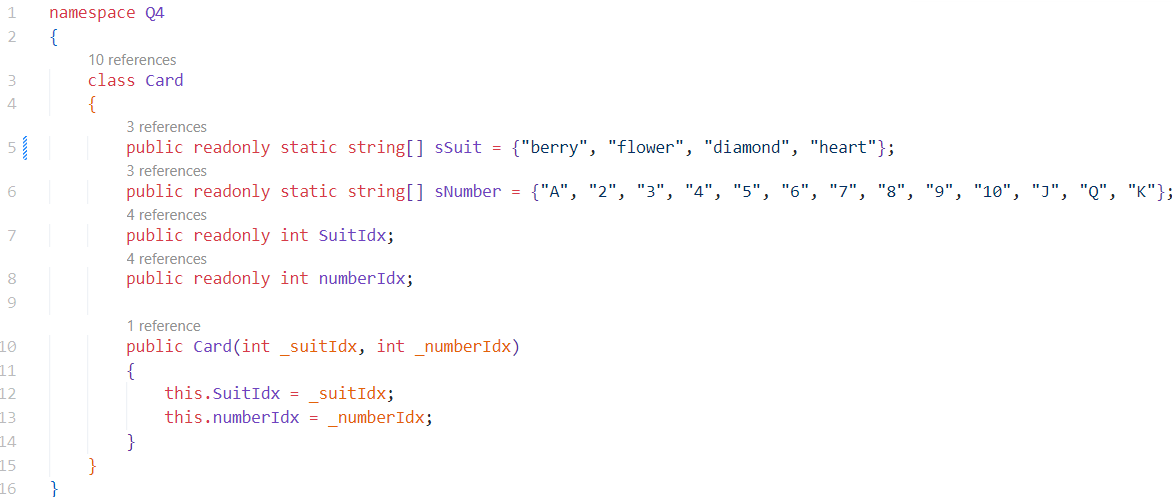 1 namespace Q4
2 {
10 references
3 class Card
4 {
3 references
5 public readonly static string[] sSuit = {"berry", "flower", "diamond", "heart"};
3 references
6 public readonly static string[] sNumber = {"A", "2", "3", "4", "5", "6", "7", "8", "9", "10", "J", "Q", "K"};
4 references
7 public readonly int SuitIdx;
4 references
8 public readonly int numberIdx;
9
1 reference
10 public Card(int _suitIdx, int _numberIdx)
11 {
12 this.SuitIdx = _suitIdx;
13 this.numberIdx = _numberIdx;
14 }
15 }
16 }